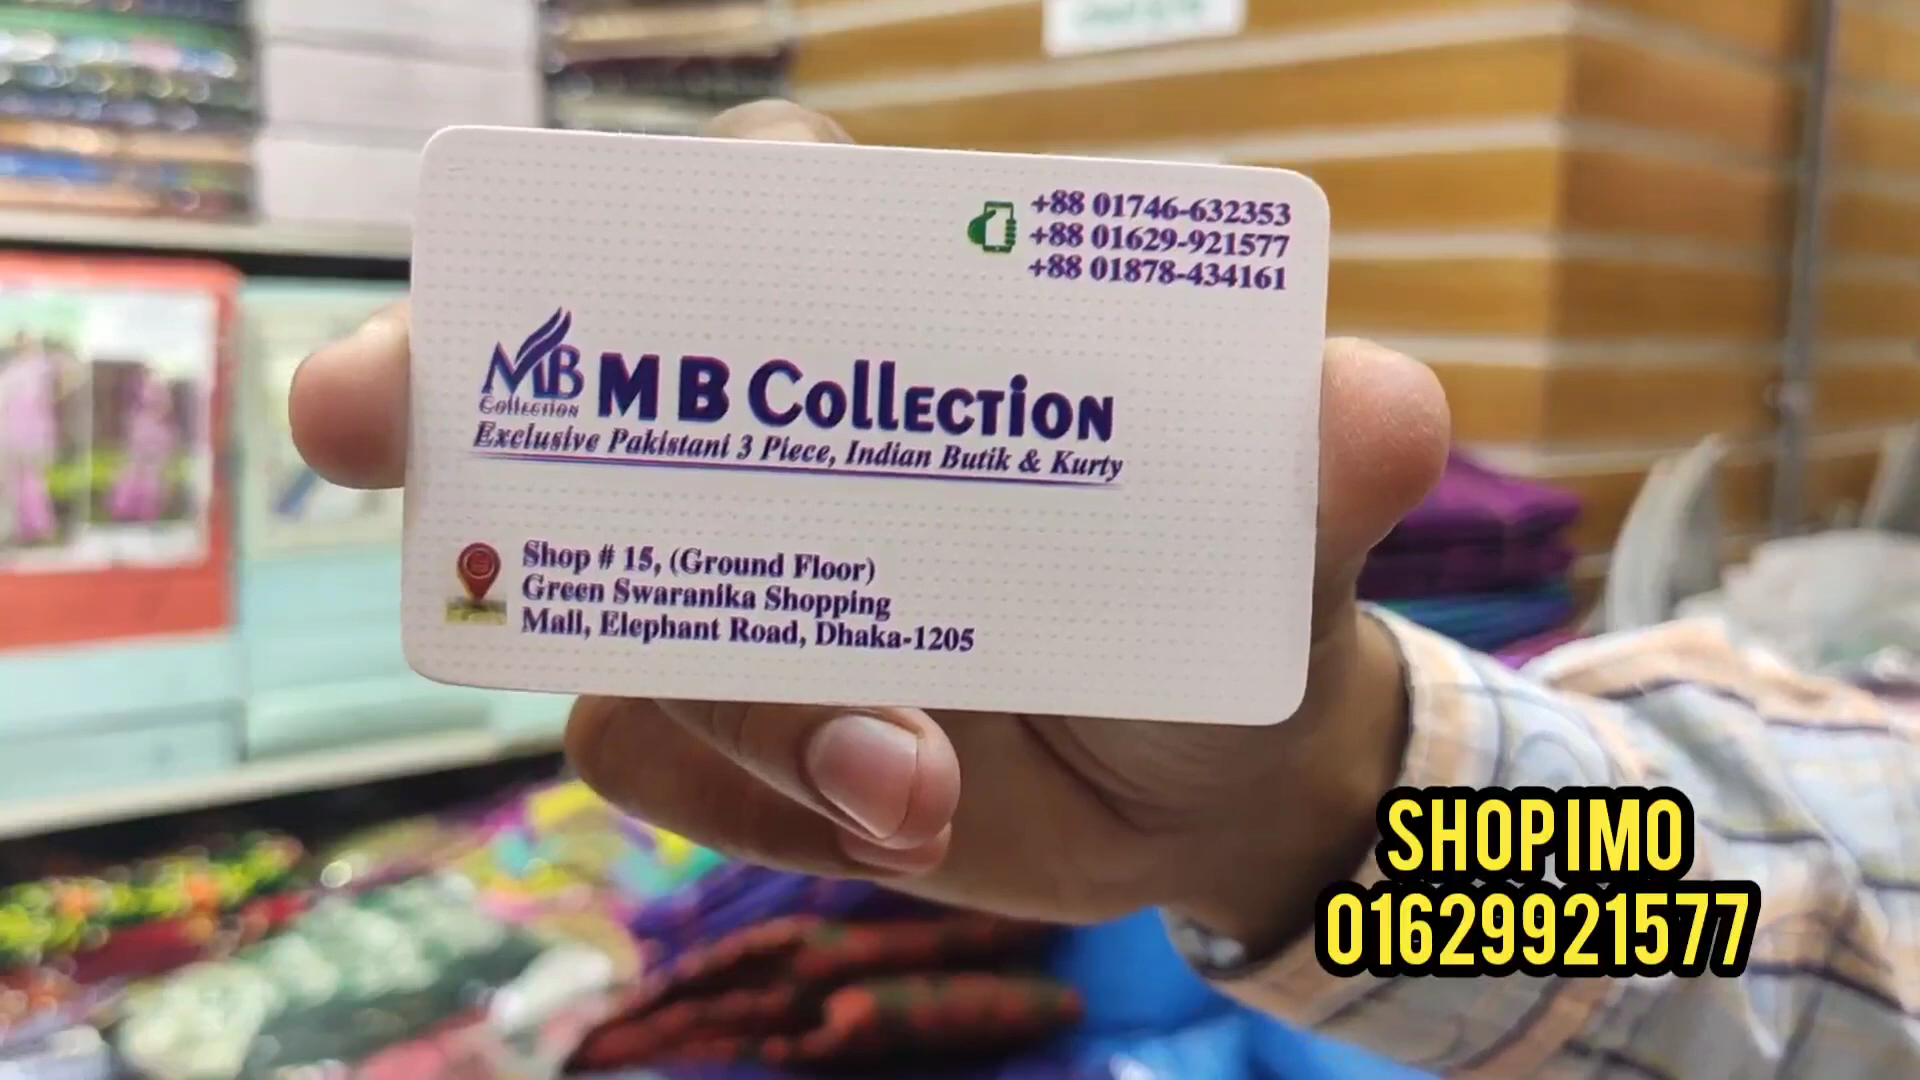 +88 01746-632353
+88 01629-921577
+88 01878-434161
MB
Collection
M B Collection
Exclusive Pakistani 3 Piece, Indian Butik & Kurty
Shop # 15, (Ground Floor)
Green Swaranika Shopping
Mall, Elephant Road, Dhaka-1205
SHOP IMO
01629921577